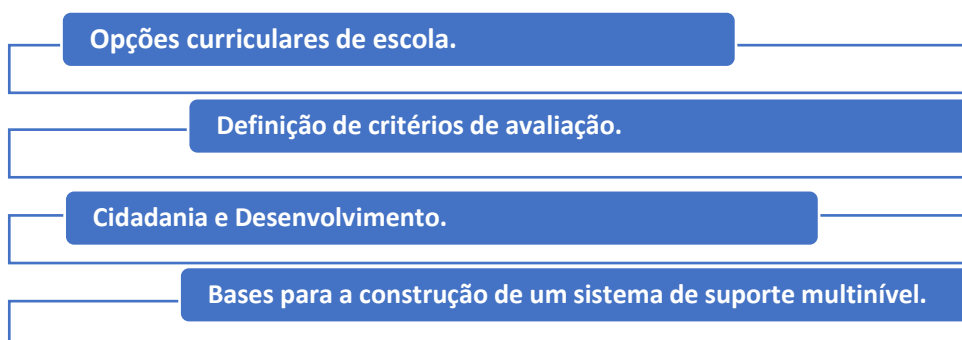 Opções curriculares de escola.
Definição de critérios de avaliação.
Cidadania e Desenvolvimento.
Bases para a construção de um sistema de suporte multinível.